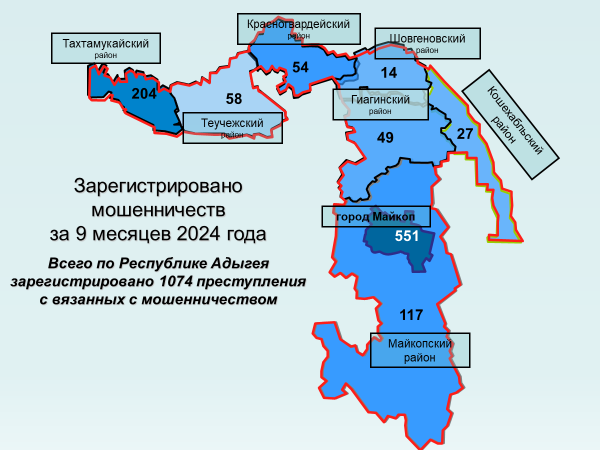 Красногвардейский
район
Шовгеновский
район
Тахтамукайский
район
54
14
204
58
Гиагинский
район
Кошехабльский
район
Теучежский
район
49
27
Зарегистрировано
мошенничеств
за 9 месяцев 2024 года
город Майкоп
551
Всего по Республике Адыгея
зарегистрировано 1074 преступления
с вязанных с мошенничеством
117
Майкопский
район